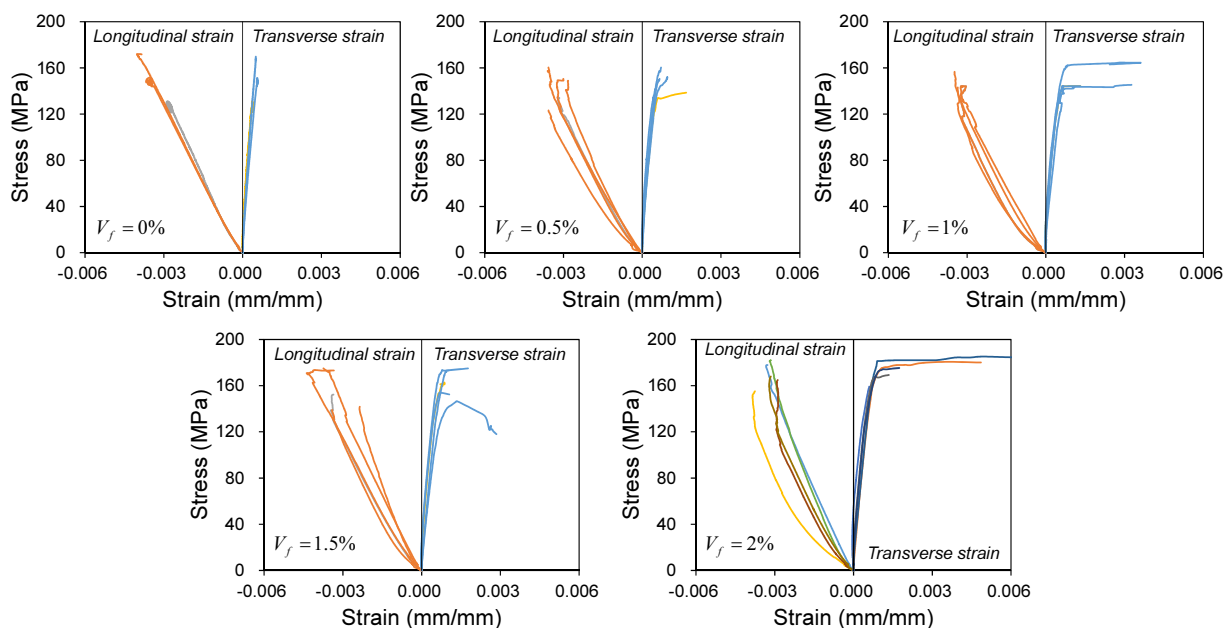 200
160
120
80
40
0
Stress (MPa)
Longitudinal strain
Transverse strain
V_f = 0%
-0.006 -0.003 0.000 0.003 0.006
Strain (mm/mm)
200
160
120
80
40
0
Stress (MPa)
Longitudinal strain
Transverse strain
V_f = 0.5%
-0.006 -0.003 0.000 0.003 0.006
Strain (mm/mm)
200
160
120
80
40
0
Stress (MPa)
Longitudinal strain
Transverse strain
V_f = 1%
-0.006 -0.003 0.000 0.003 0.006
Strain (mm/mm)
200
160
120
80
40
0
Stress (MPa)
Longitudinal strain
Transverse strain
V_f = 1.5%
-0.006 -0.003 0.000 0.003 0.006
Strain (mm/mm)
200
160
120
80
40
0
Stress (MPa)
Longitudinal strain
V_f = 2%
Transverse strain
-0.006 -0.003 0.000 0.003 0.006
Strain (mm/mm)